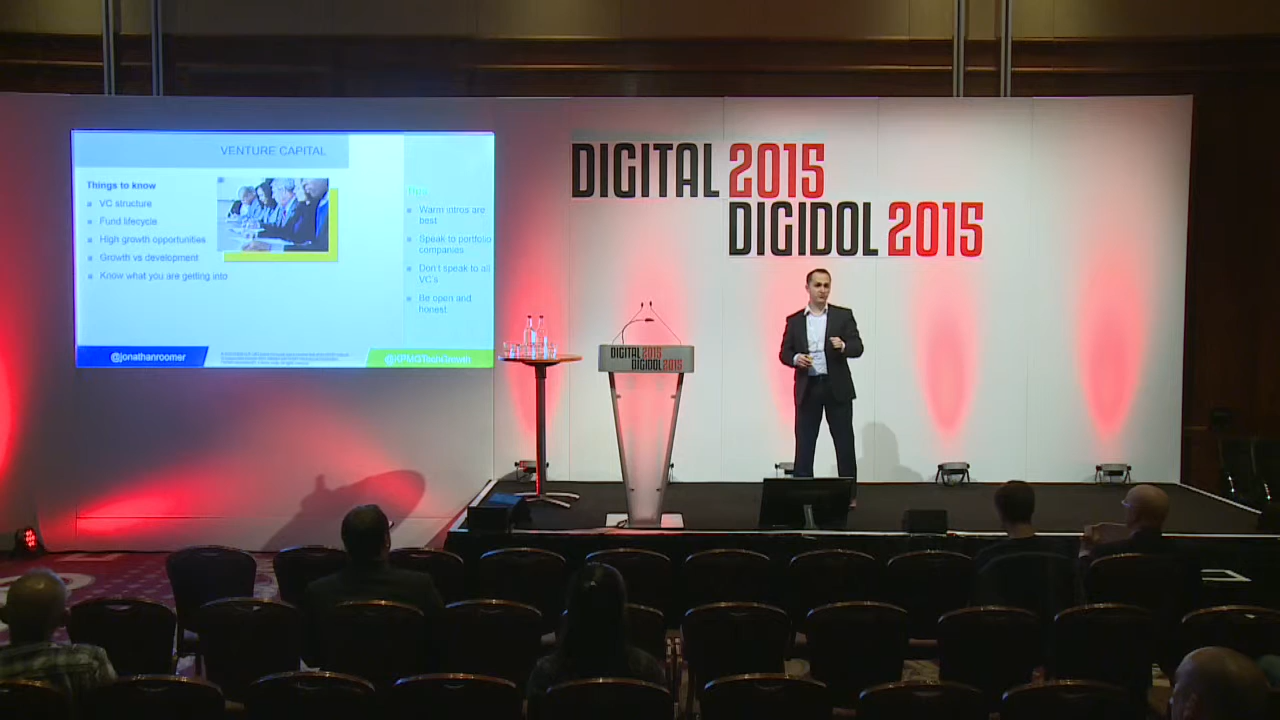 VENTURE CAPITAL
Things to know
VC structure
Fund lifecycle
High growth opportunities
Growth vs development
Know what you are getting into
Tips
Warm intros are
best
Speak to portfolio
companies
Don't speak to all
VC's
Be open and
honest
@jonathanroomer
@KPMGTechGrowth
DIGITAL 2015
DIGIDOL 2015
DIGITAL 2015
DIGIDOL 2015